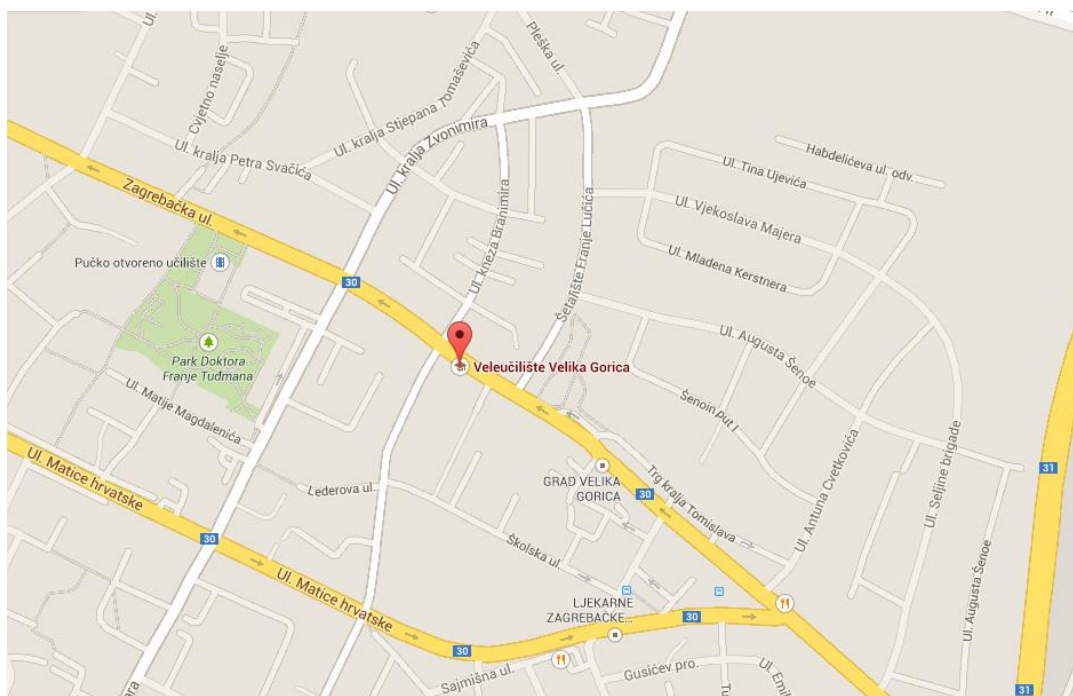 Pleška ul.
Cvjetno naselje
Ul. kralja Stjepana Tomaševića
Ul. kralja Zvonimira
Ul. kralja Petra Svačića
Habdelićeva ul. odv.
Ul. Tina Ujevića
Zagrebačka ul.
Ul. kneza Branimira
Šetalište Franje Lučića
Ul. Vjekoslava Majera
Pučko otvoreno učilište
Ul. Mladena Kerstnera
30
Park Doktora
Franje Tuđmana
Veleučilište Velika Gorica
Ul. Augusta Šenoe
Ul. Matije Magdalenića
Šenoin put I
Ul. Matice hrvatske
Lederova ul.
GRAD VELIKA
GORICA
30
Trg kralja Tomislava
Ul. Antuna Cvetkovića
Ul. Seljine brigade
31
30
Školska ul.
Ul. Matice hrvatske
LJEKARNE
ZAGREBAČKE...
30
Ul. Augusta Šenoe
30
Sajmišna ul.
Gusićev pro.
31